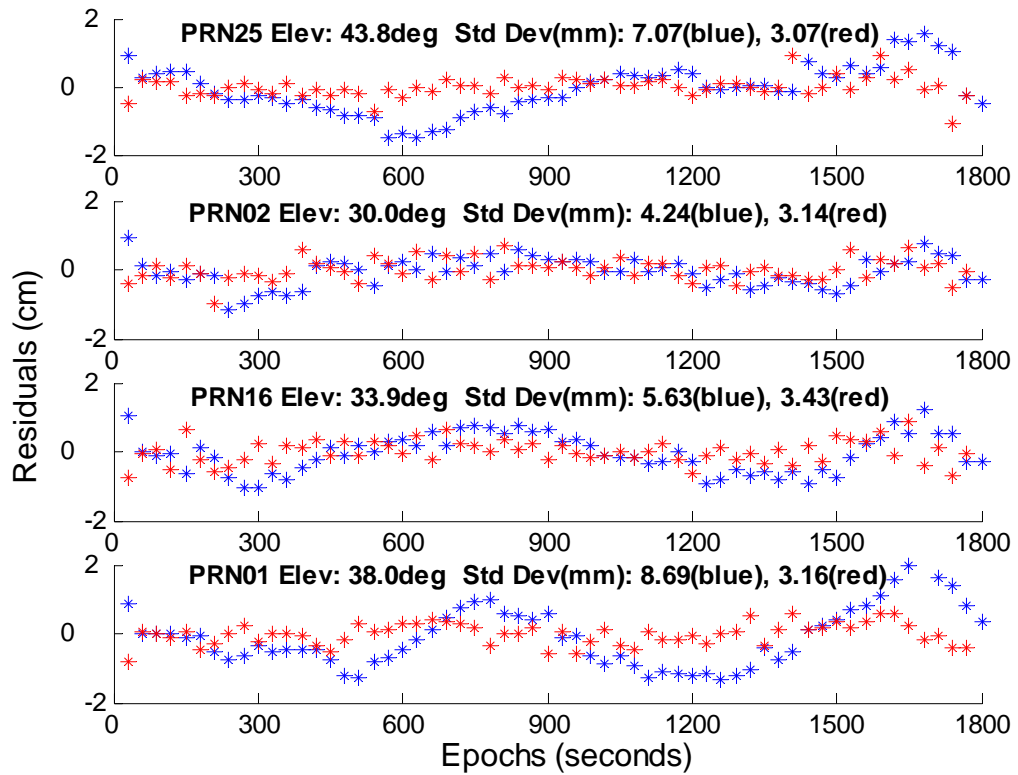 PRN25 Elev: 43.8deg  Std Dev(mm): 7.07(blue), 3.07(red)
2
0
-2
0 300 600 900 1200 1500 1800
PRN02 Elev: 30.0deg  Std Dev(mm): 4.24(blue), 3.14(red)
2
0
-2
0 300 600 900 1200 1500 1800
PRN16 Elev: 33.9deg  Std Dev(mm): 5.63(blue), 3.43(red)
2
0
-2
0 300 600 900 1200 1500 1800
PRN01 Elev: 38.0deg  Std Dev(mm): 8.69(blue), 3.16(red)
2
0
-2
0 300 600 900 1200 1500 1800
Residuals (cm)
Epochs (seconds)